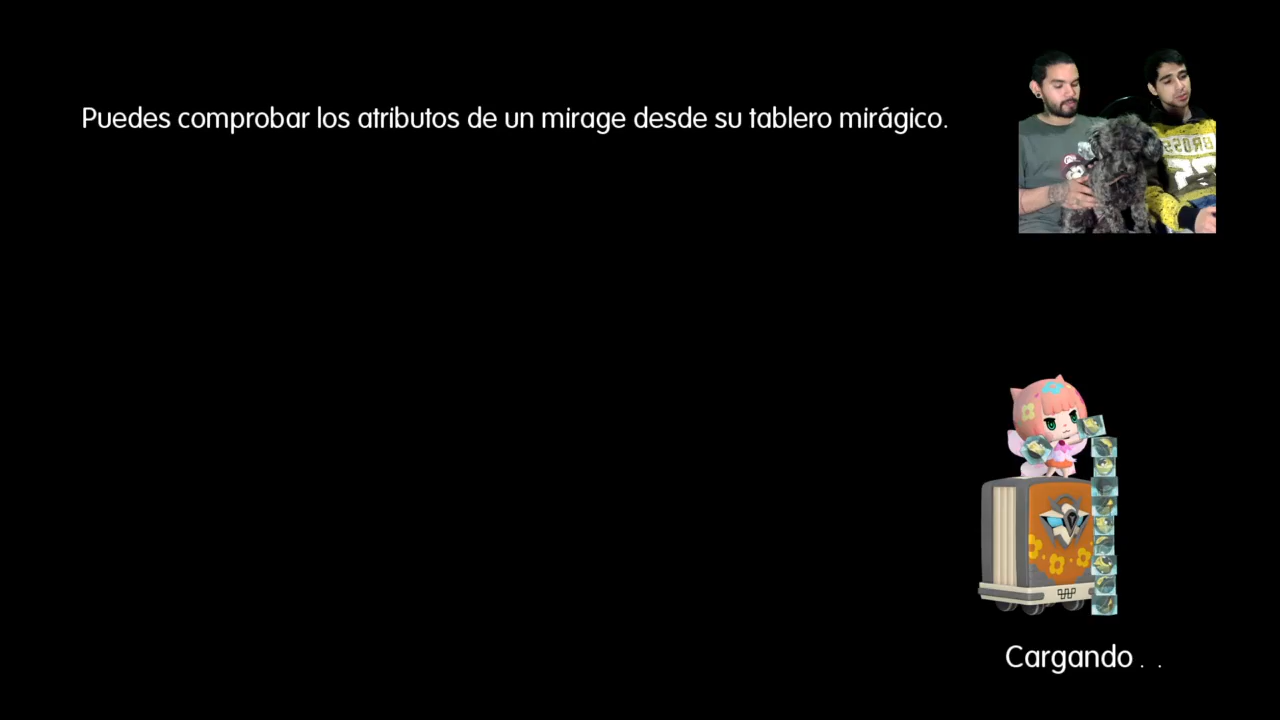 Puedes comprobar los atributos de un mirage desde su tablero mirágico.
Cargando . .